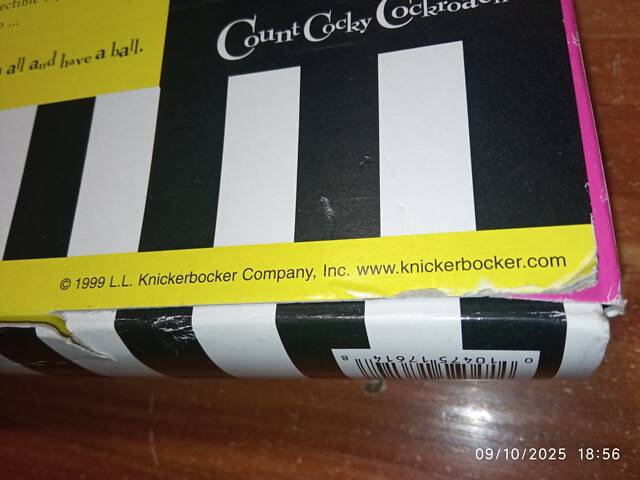 Count Cocky
all and have a ball.
© 1999 L.L. Knickerbocker Company, Inc. www.knickerbocker.com
0 10475 17614 8
09/10/2025 18:56